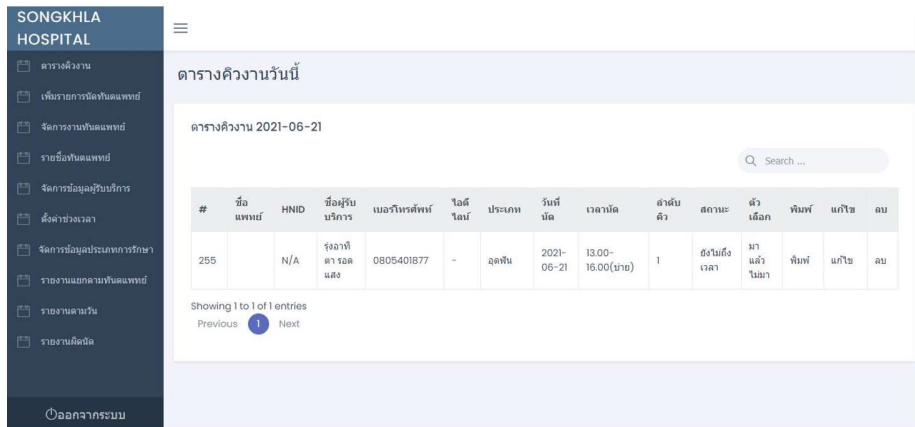 SONGKHLA
HOSPITAL
ตารางคิวงาน
เพิ่มรายการนัดทันตแพทย์
จัดการงานทันตแพทย์
รายชื่อทันตแพทย์
จัดการข้อมูลผู้รับบริการ
ตั้งค่าช่วงเวลา
จัดการข้อมูลประเภทการรักษา
รายงานแยกตามทันตแพทย์
รายงานตามวัน
รายงานผิดนัด
ออกจากระบบ
ตารางคิวงานวันนี้
ตารางคิวงาน 2021-06-21
Search ...
# ชื่อ แพทย์ HNID ชื่อผู้รับ บริการ เบอร์โทรศัพท์ ไอดี ไลน์ ประเภท วันที่ นัด เวลานัด ลำดับ คิว สถานะ ตัว เลือก พิมพ์ แก้ไข ลบ
255 N/A รุ่งอาทิ ตา รอด แสง 0805401877 - อุดฟัน 2021- 06-21 13.00- 16.00(บ่าย) 1 ยังไม่ถึง เวลา มา แล้ว ไม่มา พิมพ์ แก้ไข ลบ
Showing 1 to 1 of 1 entries
Previous 1 Next